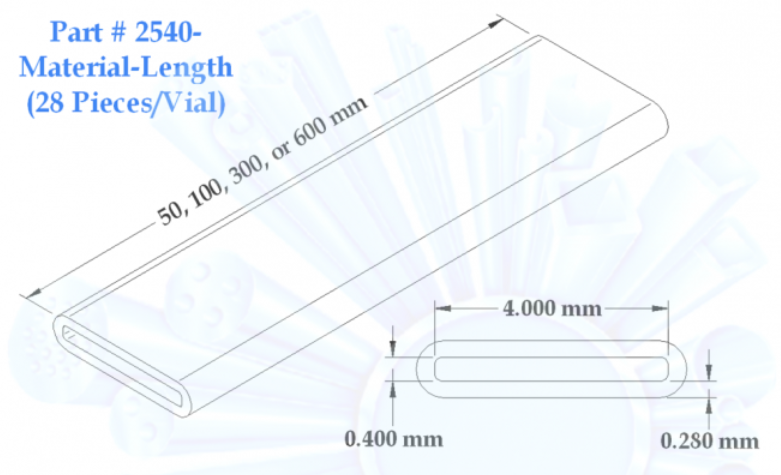 Part # 2540-
Material-Length
(28 Pieces/Vial)
50, 100, 300, or 600 mm
4.000 mm
0.400 mm
0.280 mm